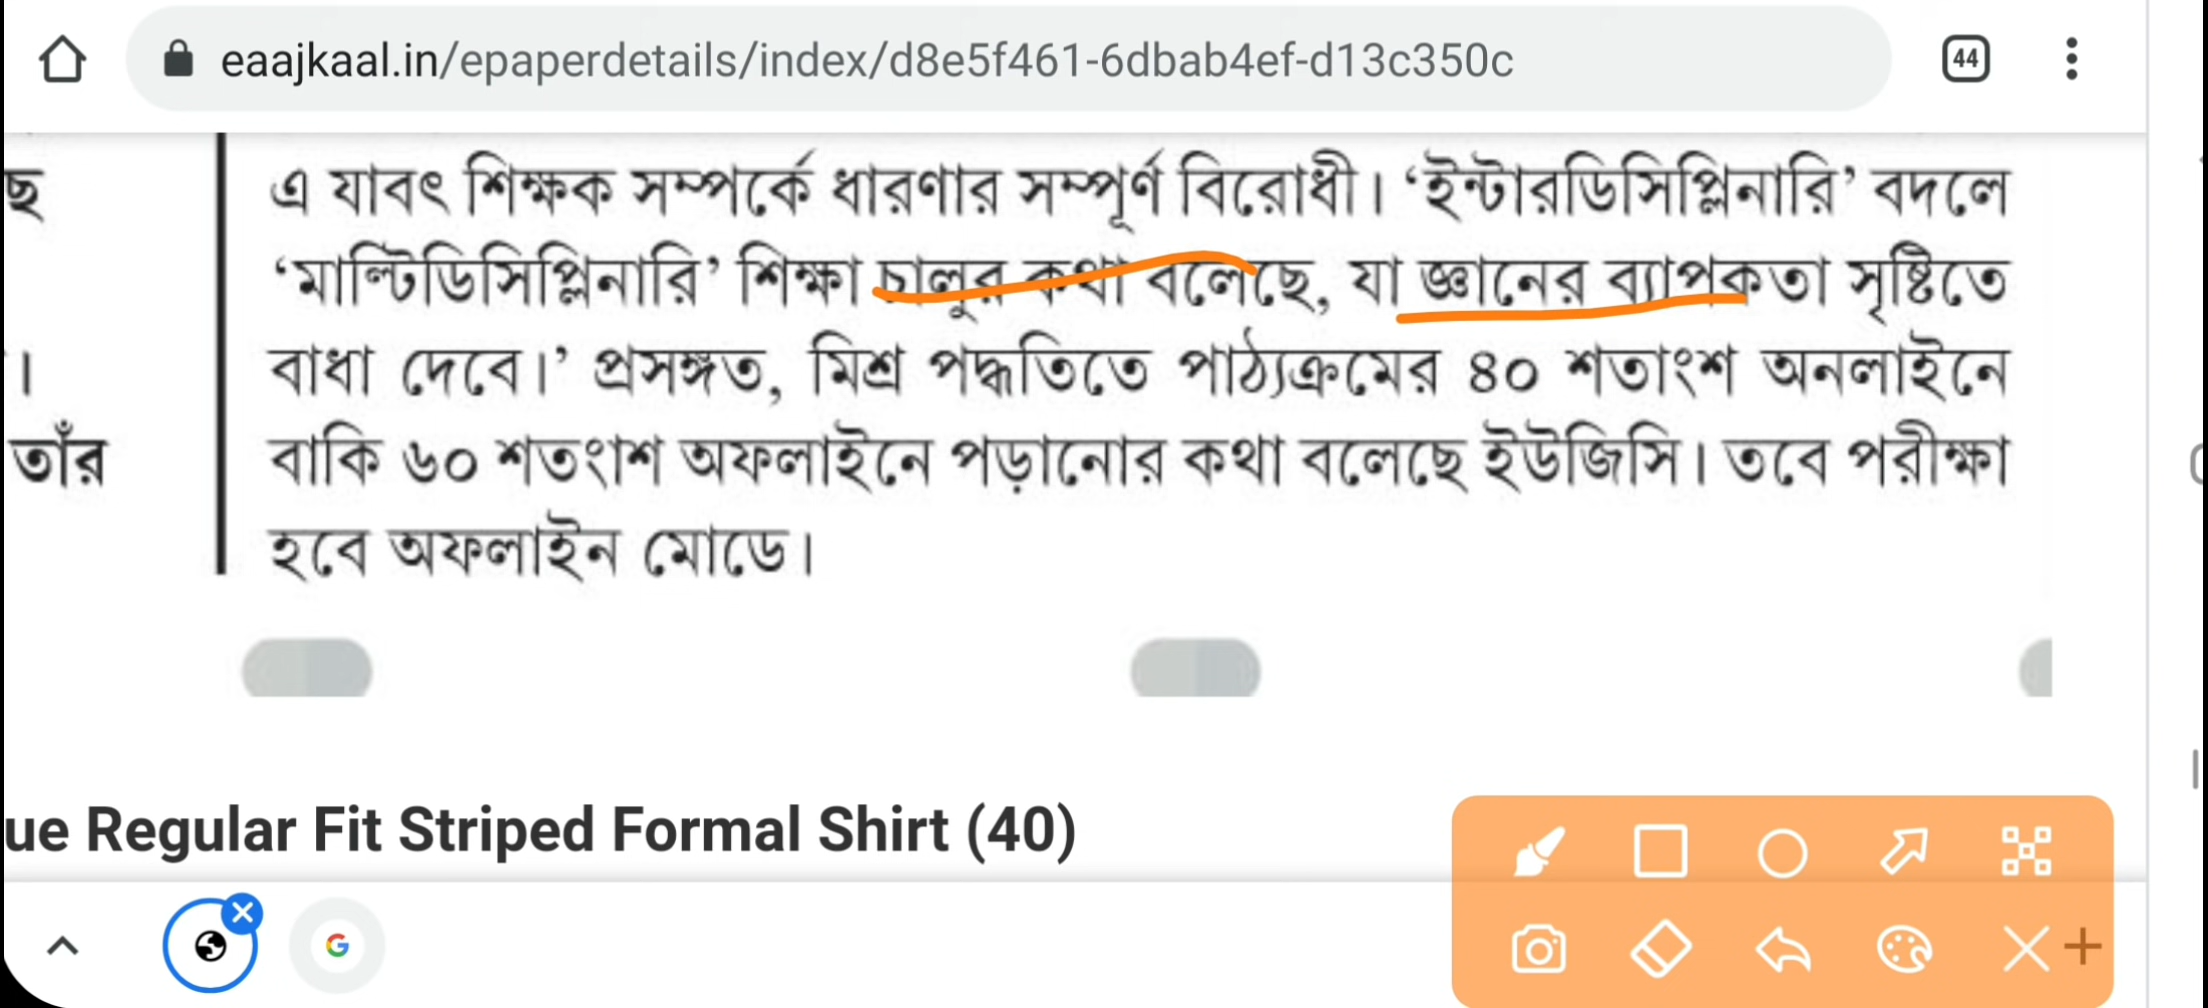 eaajkaal.in/epaperdetails/index/d8e5f461-6dbab4ef-d13c350c
44
ছ
।
তাঁর
এ যাবৎ শিক্ষক সম্পর্কে ধারণার সম্পূর্ণ বিরোধী। ‘ইন্টারডিসিপ্লিনারি’ বদলে
‘মাল্টিডিসিপ্লিনারি’ শিক্ষা চালুর কথা বলেছে, যা জ্ঞানের ব্যাপকতা সৃষ্টিতে
বাধা দেবে।’ প্রসঙ্গত, মিশ্র পদ্ধতিতে পাঠ্যক্রমের ৪০ শতাংশ অনলাইনে
বাকি ৬০ শতংাশ অফলাইনে পড়ানোর কথা বলেছে ইউজিসি। তবে পরীক্ষা
হবে অফলাইন মোডে।
ue Regular Fit Striped Formal Shirt (40)
G